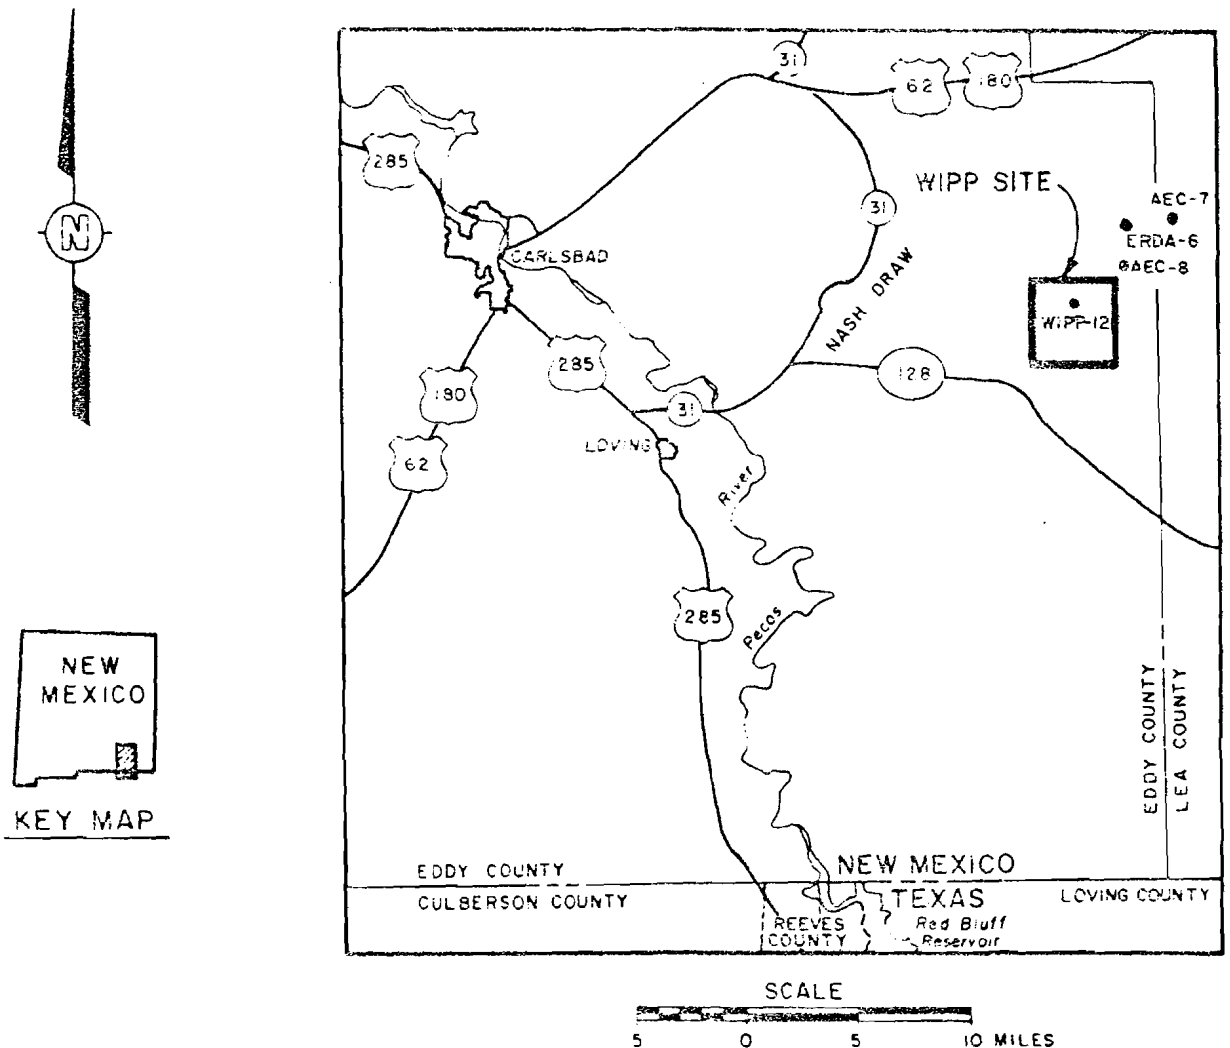 31
62
180
285
WIPP SITE
AEC-7
31
N
ERDA-6
CARLSBAD
AEC-8
NASH DRAW
WIPP-12
285
128
180
31
LOVING
62
River
285
Pecos
NEW
MEXICO
KEY MAP
EDDY COUNTY
LEA COUNTY
EDDY COUNTY
NEW MEXICO
CULBERSON COUNTY
TEXAS
LOVING COUNTY
REEVES
COUNTY
Red Bluff
Reservoir
SCALE
5 0 5 10 MILES